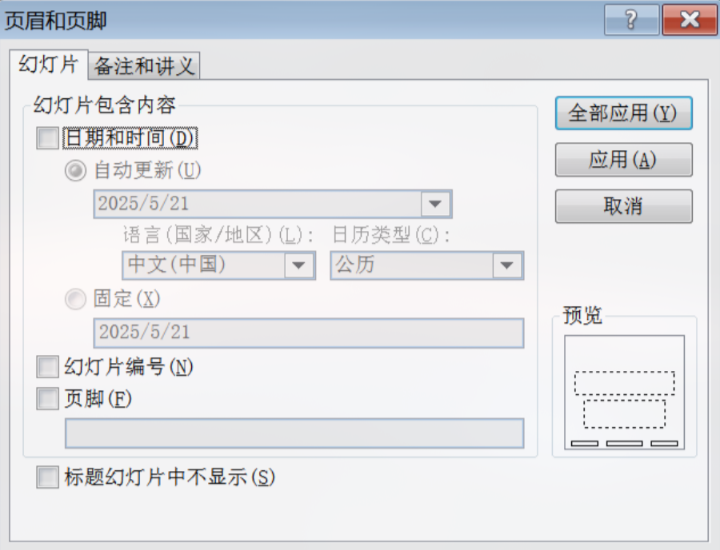 页眉和页脚
幻灯片 备注和讲义
幻灯片包含内容
日期和时间(D)
自动更新(U)
2025/5/21
语言(国家/地区)(L): 日历类型(C):
中文(中国) 公历
固定(X)
2025/5/21
幻灯片编号(N)
页脚(F)
标题幻灯片中不显示(S)
全部应用(Y)
应用(A)
取消
预览